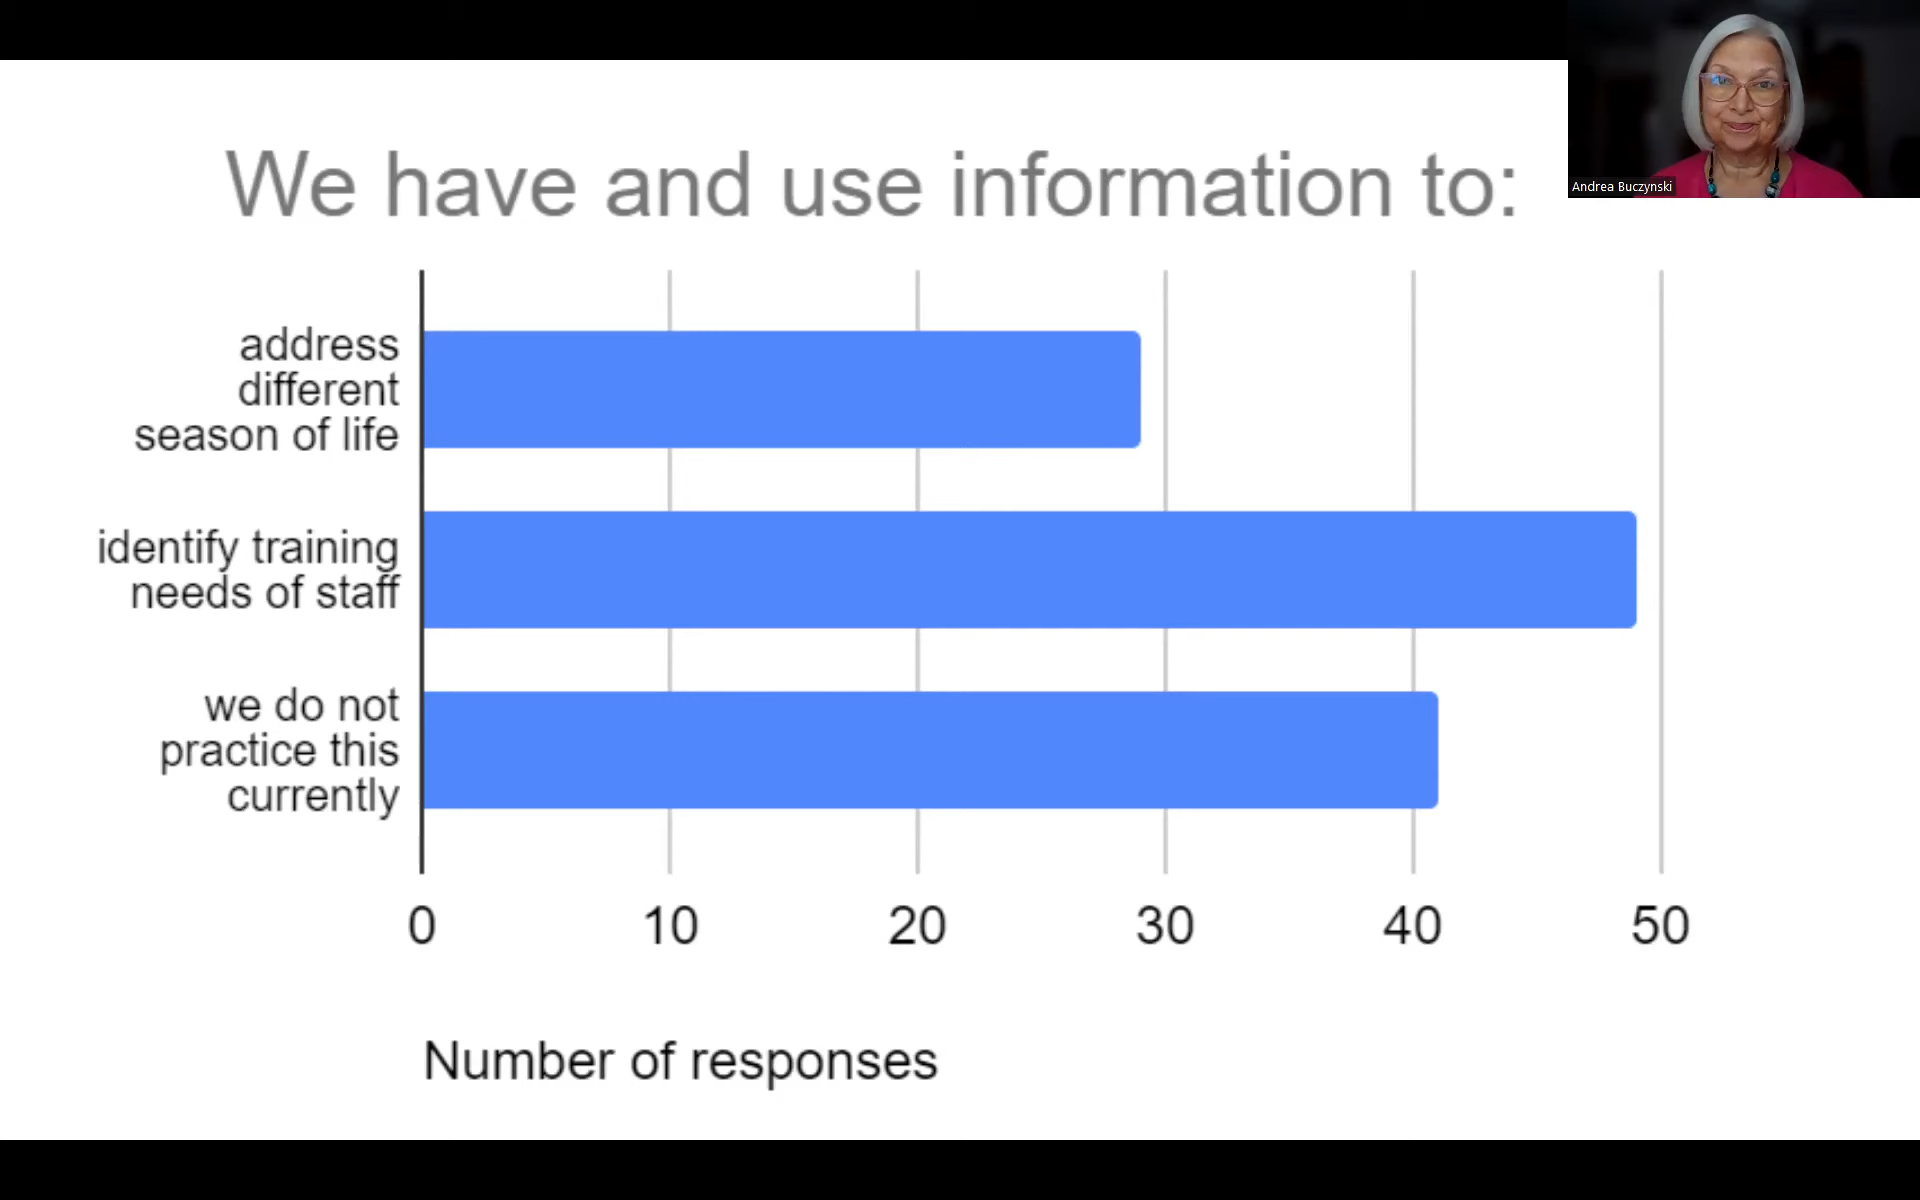 We have and use information to:
Andrea Buczynski
address
different
season of life
identify training
needs of staff
we do not
practice this
currently
0 10 20 30 40 50
Number of responses